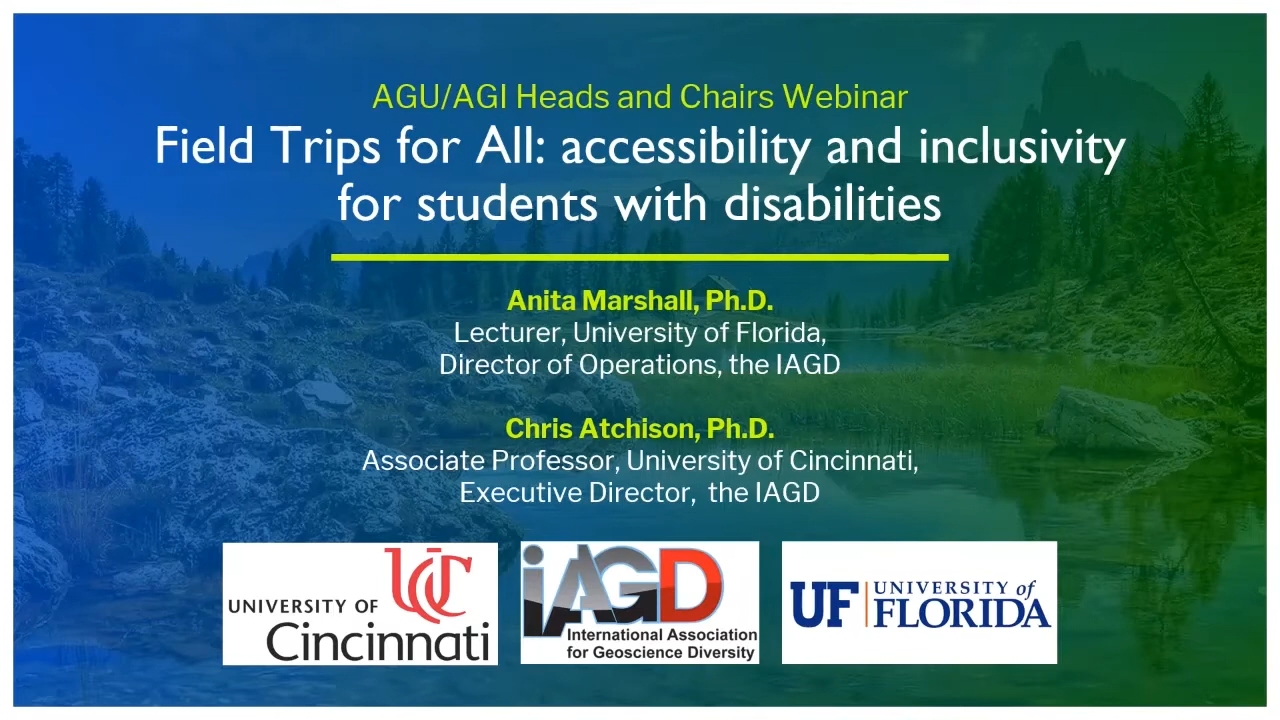 AGU/AGI Heads and Chairs Webinar
Field Trips for All: accessibility and inclusivity
for students with disabilities
Anita Marshall, Ph.D.
Lecturer, University of Florida,
Director of Operations, the IAGD
Chris Atchison, Ph.D.
Associate Professor, University of Cincinnati,
Executive Director, the IAGD
UC
UNIVERSITY OF
Cincinnati
iAGD
International Association
for Geoscience Diversity
UF
UNIVERSITY of
FLORIDA